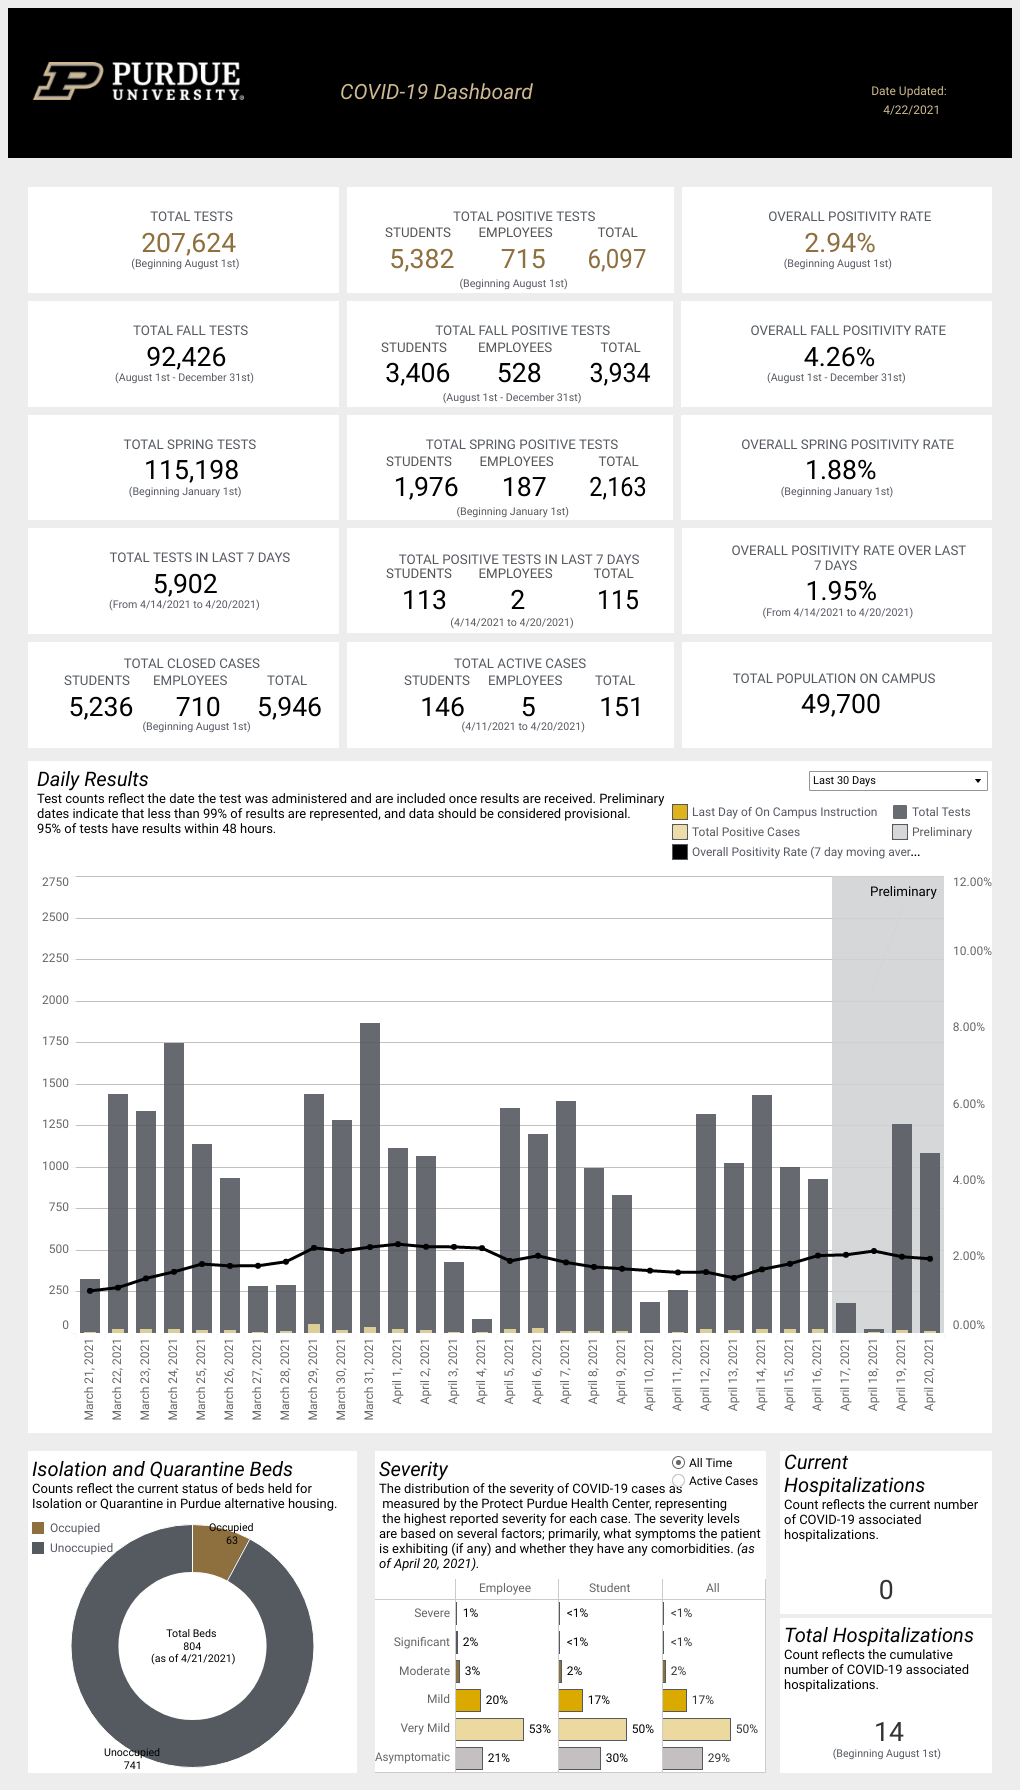 PURDUE
UNIVERSITY®
COVID-19 Dashboard
Date Updated:
4/22/2021
TOTAL TESTS
207,624
(Beginning August 1st)
TOTAL POSITIVE TESTS
STUDENTS EMPLOYEES TOTAL
5,382 715 6,097
(Beginning August 1st)
OVERALL POSITIVITY RATE
2.94%
(Beginning August 1st)
TOTAL FALL TESTS
92,426
(August 1st - December 31st)
TOTAL FALL POSITIVE TESTS
STUDENTS EMPLOYEES TOTAL
3,406 528 3,934
(August 1st - December 31st)
OVERALL FALL POSITIVITY RATE
4.26%
(August 1st - December 31st)
TOTAL SPRING TESTS
115,198
(Beginning January 1st)
TOTAL SPRING POSITIVE TESTS
STUDENTS EMPLOYEES TOTAL
1,976 187 2,163
(Beginning January 1st)
OVERALL SPRING POSITIVITY RATE
1.88%
(Beginning January 1st)
TOTAL TESTS IN LAST 7 DAYS
5,902
(From 4/14/2021 to 4/20/2021)
TOTAL POSITIVE TESTS IN LAST 7 DAYS
STUDENTS EMPLOYEES TOTAL
113 2 115
(4/14/2021 to 4/20/2021)
OVERALL POSITIVITY RATE OVER LAST
7 DAYS
1.95%
(From 4/14/2021 to 4/20/2021)
TOTAL CLOSED CASES
STUDENTS EMPLOYEES TOTAL
5,236 710 5,946
(Beginning August 1st)
TOTAL ACTIVE CASES
STUDENTS EMPLOYEES TOTAL
146 5 151
(4/11/2021 to 4/20/2021)
TOTAL POPULATION ON CAMPUS
49,700
Daily Results
Test counts reflect the date the test was administered and are included once results are received. Preliminary
dates indicate that less than 99% of results are represented, and data should be considered provisional.
95% of tests have results within 48 hours.
Last 30 Days
Last Day of On Campus Instruction
Total Tests
Total Positive Cases
Preliminary
Overall Positivity Rate (7 day moving aver...
Preliminary
2750
2500
2250
2000
1750
1500
1250
1000
750
500
250
0
12.00%
10.00%
8.00%
6.00%
4.00%
2.00%
0.00%
March 21, 2021
March 22, 2021
March 23, 2021
March 24, 2021
March 25, 2021
March 26, 2021
March 27, 2021
March 28, 2021
March 29, 2021
March 30, 2021
March 31, 2021
April 1, 2021
April 2, 2021
April 3, 2021
April 4, 2021
April 5, 2021
April 6, 2021
April 7, 2021
April 8, 2021
April 9, 2021
April 10, 2021
April 11, 2021
April 12, 2021
April 13, 2021
April 14, 2021
April 15, 2021
April 16, 2021
April 17, 2021
April 18, 2021
April 19, 2021
April 20, 2021
Isolation and Quarantine Beds
Counts reflect the current status of beds held for
Isolation or Quarantine in Purdue alternative housing.
Occupied
Unoccupied
Occupied
63
Total Beds
804
(as of 4/21/2021)
Unoccupied
741
Severity
All Time
Active Cases
The distribution of the severity of COVID-19 cases as
measured by the Protect Purdue Health Center, representing
the highest reported severity for each case. The severity levels
are based on several factors; primarily, what symptoms the patient
is exhibiting (if any) and whether they have any comorbidities. (as
of April 20, 2021).
Employee Student All
Severe 1% <1% <1%
Significant 2% <1% <1%
Moderate 3% 2% 2%
Mild 20% 17% 17%
Very Mild 53% 50% 50%
Asymptomatic 21% 30% 29%
Current
Hospitalizations
Count reflects the current number
of COVID-19 associated
hospitalizations.
0
Total Hospitalizations
Count reflects the cumulative
number of COVID-19 associated
hospitalizations.
14
(Beginning August 1st)